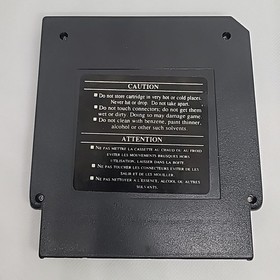 CAUTION
■ Do not store cartridge in very hot or cold places.
Never hit or drop. Do not take apart.
■ Do not touch connectors; do not get them
wet or dirty. Doing so may damage game
■ Do not clean with benzene, paint thinner,
alcohol or other such solvents.
ATTENTION
■ NE PAS METTRE LA CASSETTE AU CHAUD OU AU FROID
EVITER LES MOUVEMENTS BRUSQUES HORS
UTILISATION, LAISSER DANS LA BOITE
■ NE PAS TOUCHER LES CONNECTEURS EVITER DE LES
SALIR ET DE LES MOUILLER.
■ NE PAS NETTOYER A L'ESSENCE, ALCOOL OU AUTRES
SOLVANTS.